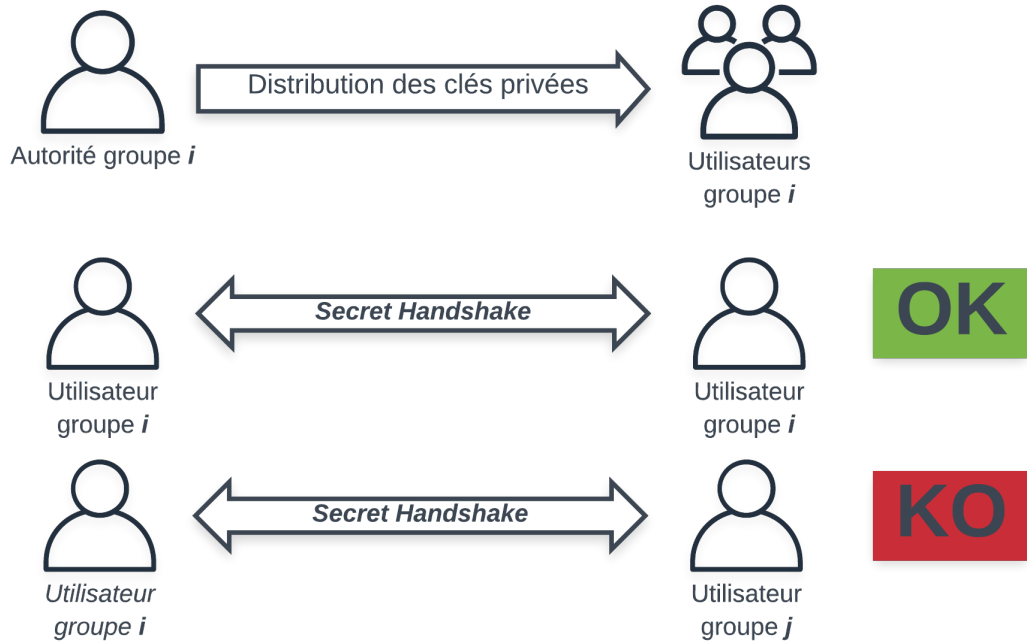 Distribution des clés privées
Autorité groupe i
Utilisateurs
groupe i
Secret Handshake
OK
Utilisateur
groupe i
Utilisateur
groupe i
Secret Handshake
KO
Utilisateur
groupe i
Utilisateur
groupe j